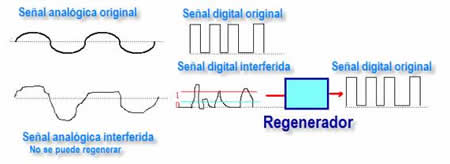 Señal analógica original
Señal digital original
Señal digital interferida
Señal digital original
1
0
Regenerador
Señal analógica interferida
No se puede regenerar.